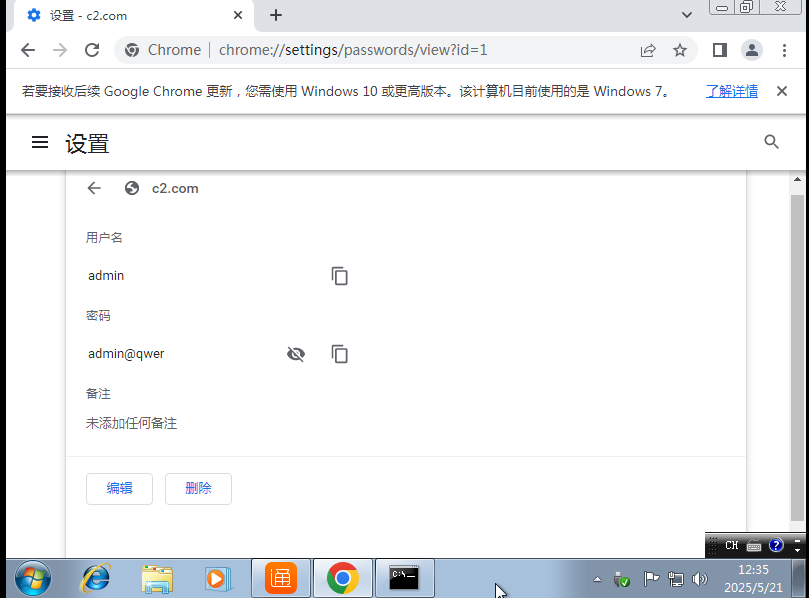 设置 - c2.com
Chrome | chrome://settings/passwords/view?id=1
若要接收后续 Google Chrome 更新，您需使用 Windows 10 或更高版本。该计算机目前使用的是 Windows 7。 了解详情
设置
c2.com
用户名
admin
密码
admin@qwer
备注
未添加任何备注
编辑 删除
CH
C:\
12:35
2025/5/21